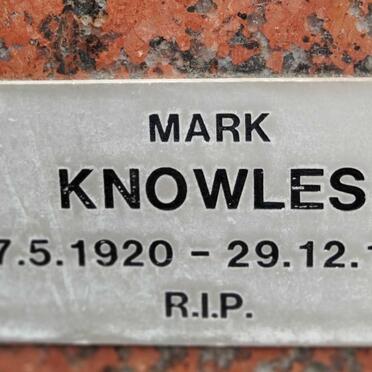 MARK
KNOWLES
7.5.1920 - 29.12.1
R.I.P.